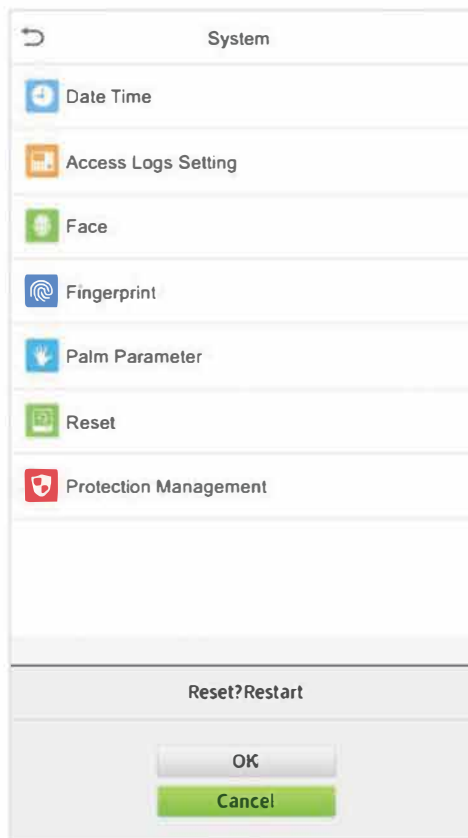 System
Date Time
Access Logs Setting
Face
Fingerprint
Palm Parameter
Reset
Protection Management
Reset?Restart
OK
Cancel